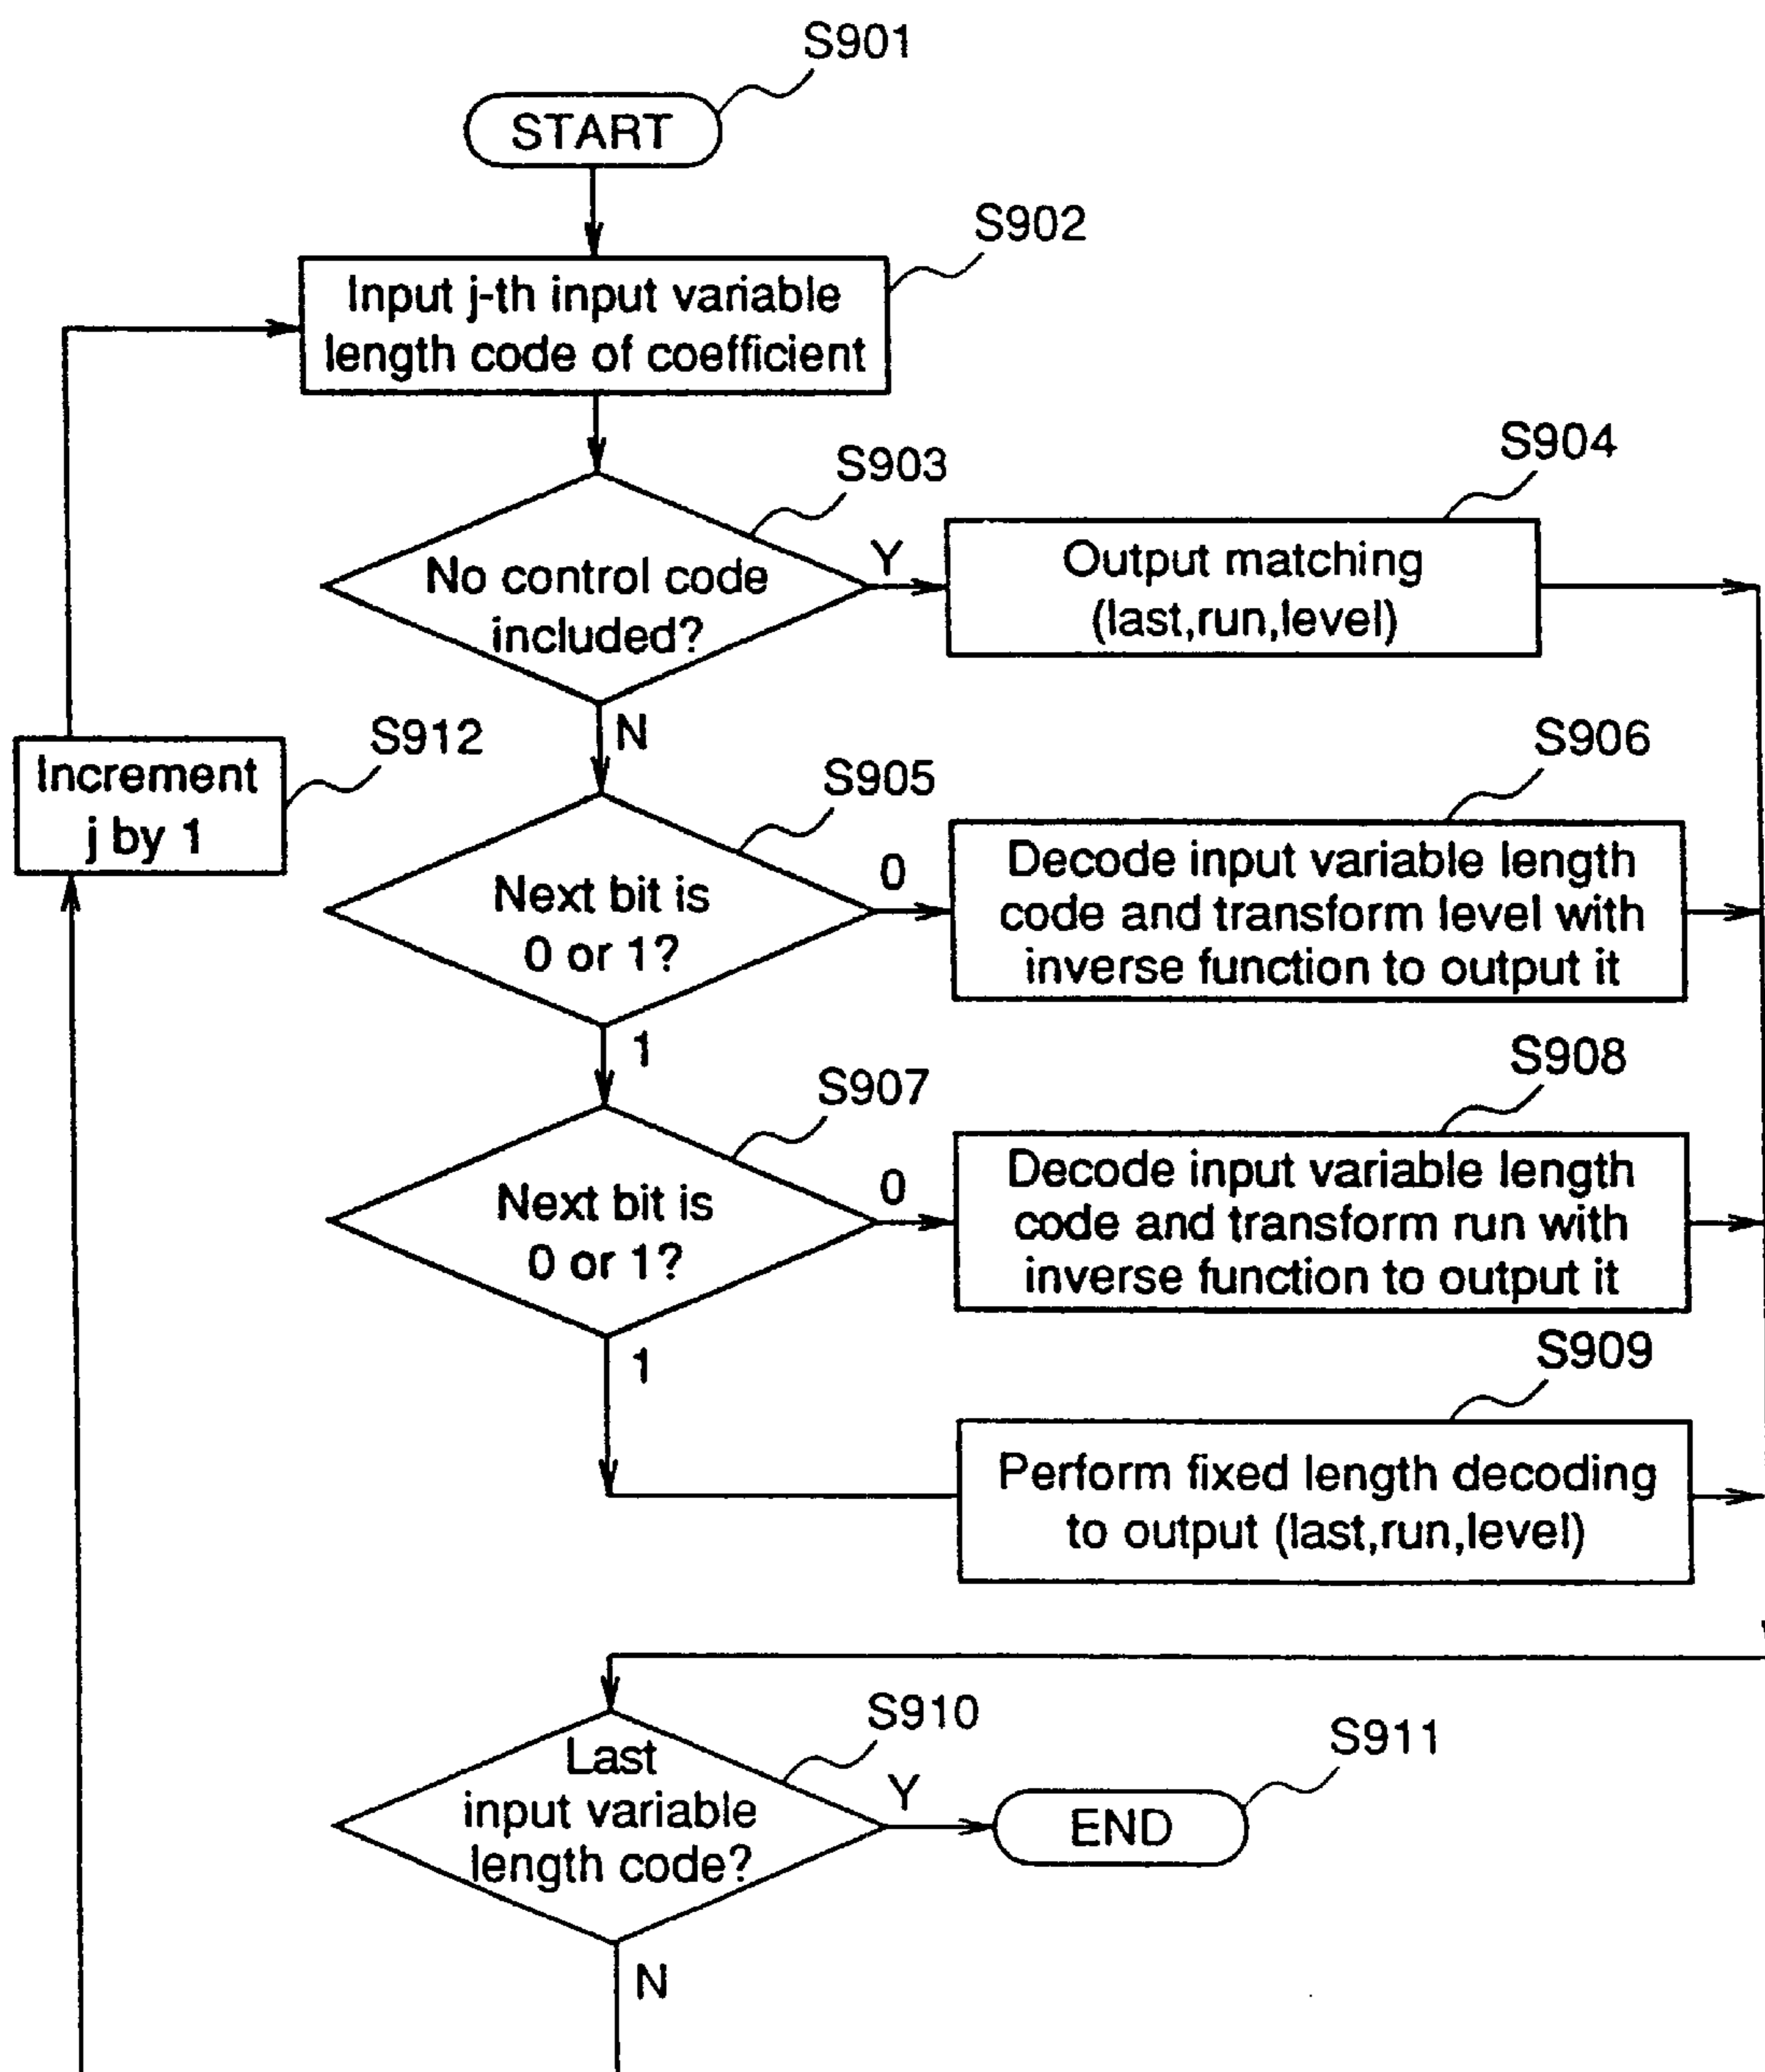 S901
START
S902
Input j-th input variable
length code of coefficient
S903
No control code
included?
Y
S904
Output matching
(last,run,level)
N
S912
Increment
j by 1
S905
Next bit is
0 or 1?
0
S906
Decode input variable length
code and transform level with
inverse function to output it
1
S907
Next bit is
0 or 1?
0
S908
Decode input variable length
code and transform run with
inverse function to output it
1
S909
Perform fixed length decoding
to output (last,run,level)
S910
Last
input variable
length code?
Y
S911
END
N